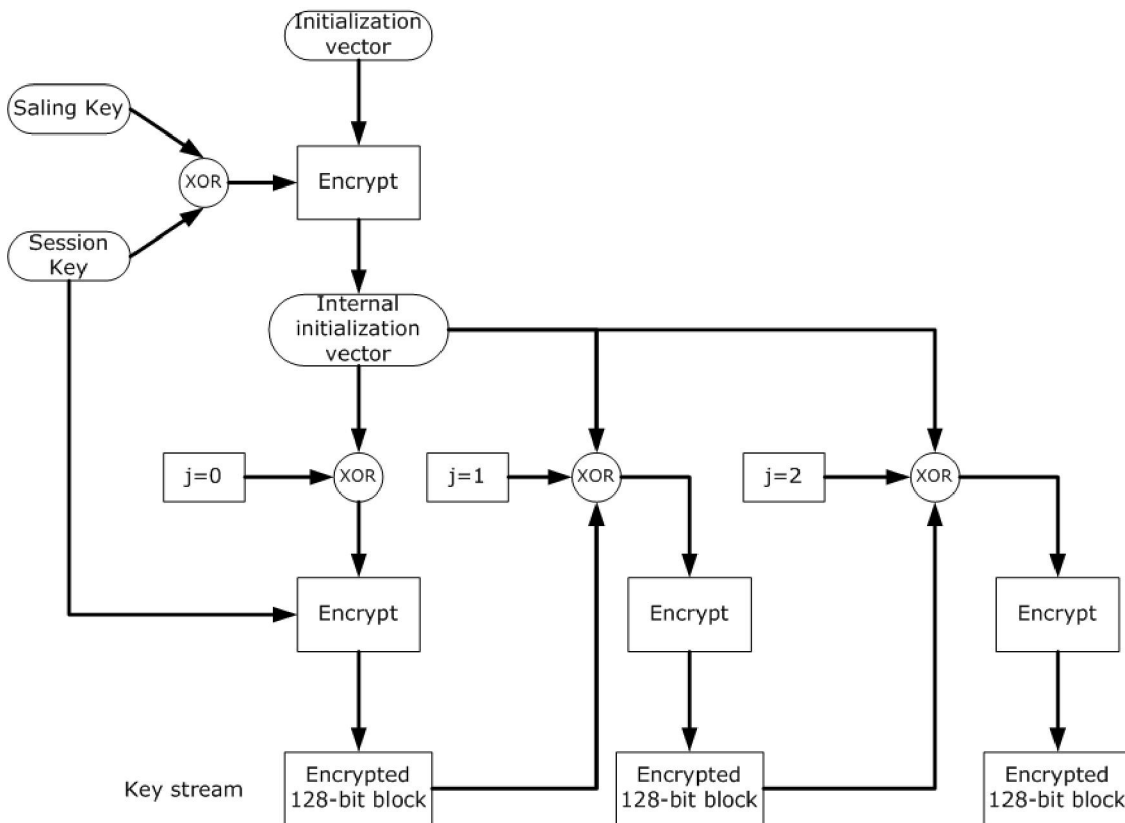 Initialization
vector
Saling Key
XOR
Encrypt
Session
Key
Internal
initialization
vector
j=0
XOR
j=1
XOR
j=2
XOR
Encrypt
Encrypt
Encrypt
Key stream
Encrypted
128-bit block
Encrypted
128-bit block
Encrypted
128-bit block